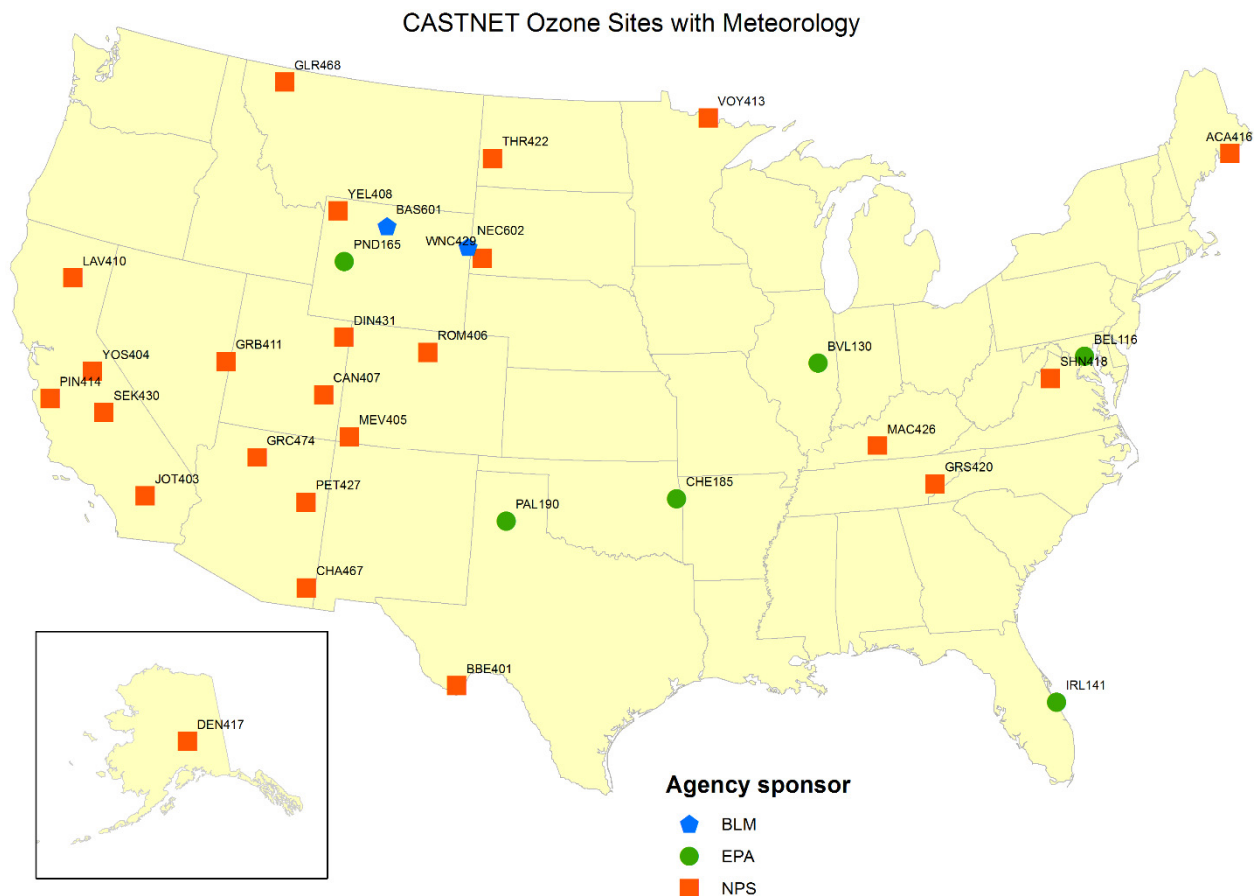 CASTNET Ozone Sites with Meteorology
GLR468
VOY413
THR422
ACA416
YEL408
BAS601
NEC602
WNC429
PND165
LAV410
DIN431
ROM406
GRB411
YOS404
BVL130
BEL116
SHN418
PIN414
CAN407
SEK430
MEV405
MAC426
GRC474
GRS420
JOT403
PET427
CHE185
PAL190
CHA467
BBE401
IRL141
DEN417
Agency sponsor
BLM
EPA
NPS